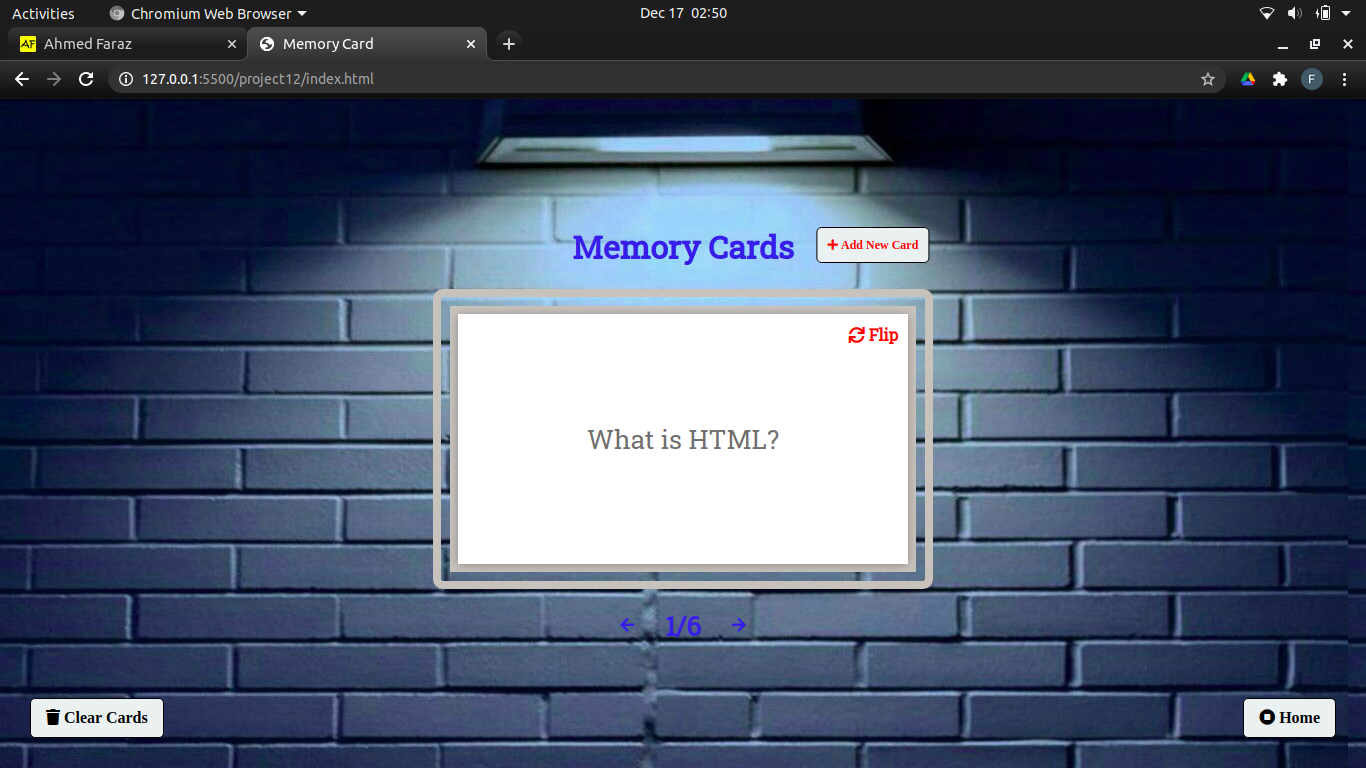 Activities
Chromium Web Browser
Dec 17 02:50
AF
Ahmed Faraz
Memory Card
127.0.0.1:5500/project12/index.html
F
Memory Cards
Add New Card
Flip
What is HTML?
1/6
Clear Cards
Home